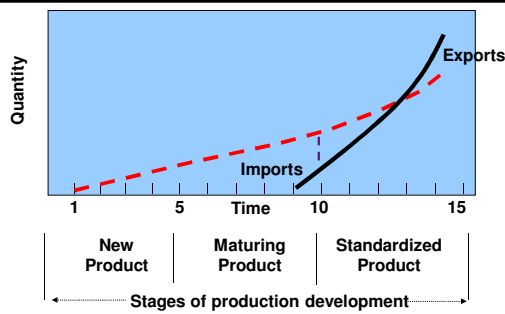 Quantity
Exports
Imports
1 5 Time 10 15
New Product
Maturing Product
Standardized Product
Stages of production development